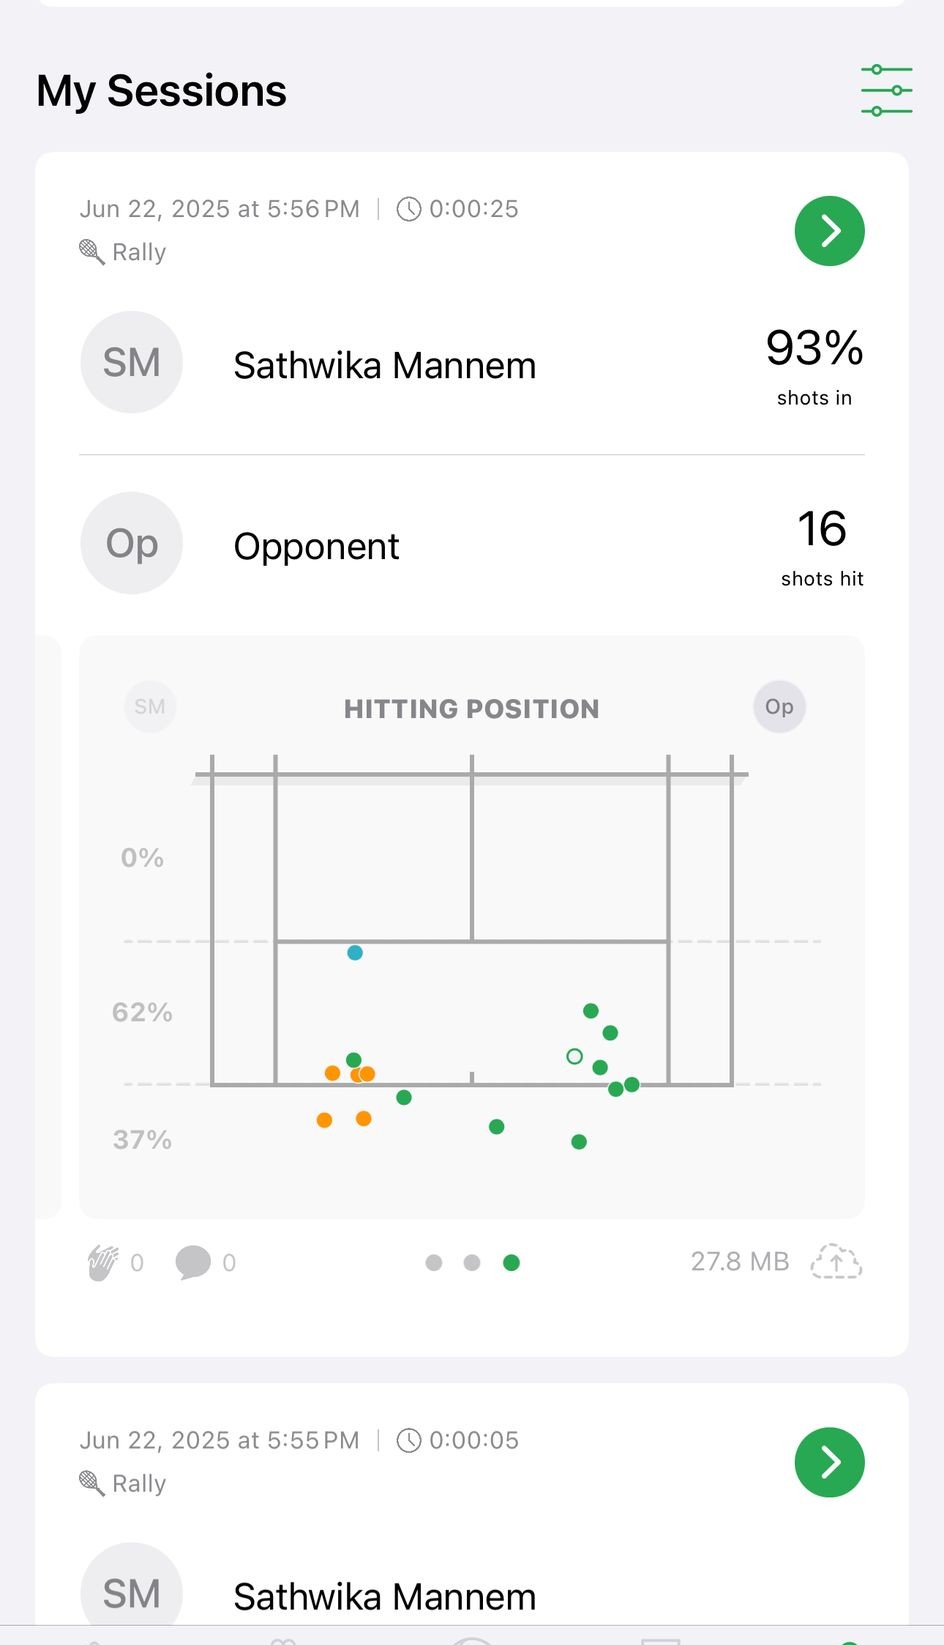 My Sessions
Jun 22, 2025 at 5:56 PM | 0:00:25
Rally
SM Sathwika Mannem 93%
shots in
Op Opponent 16
shots hit
SM HITTING POSITION Op
0%
62%
37%
0 0 27.8 MB
Jun 22, 2025 at 5:55 PM | 0:00:05
Rally
SM Sathwika Mannem